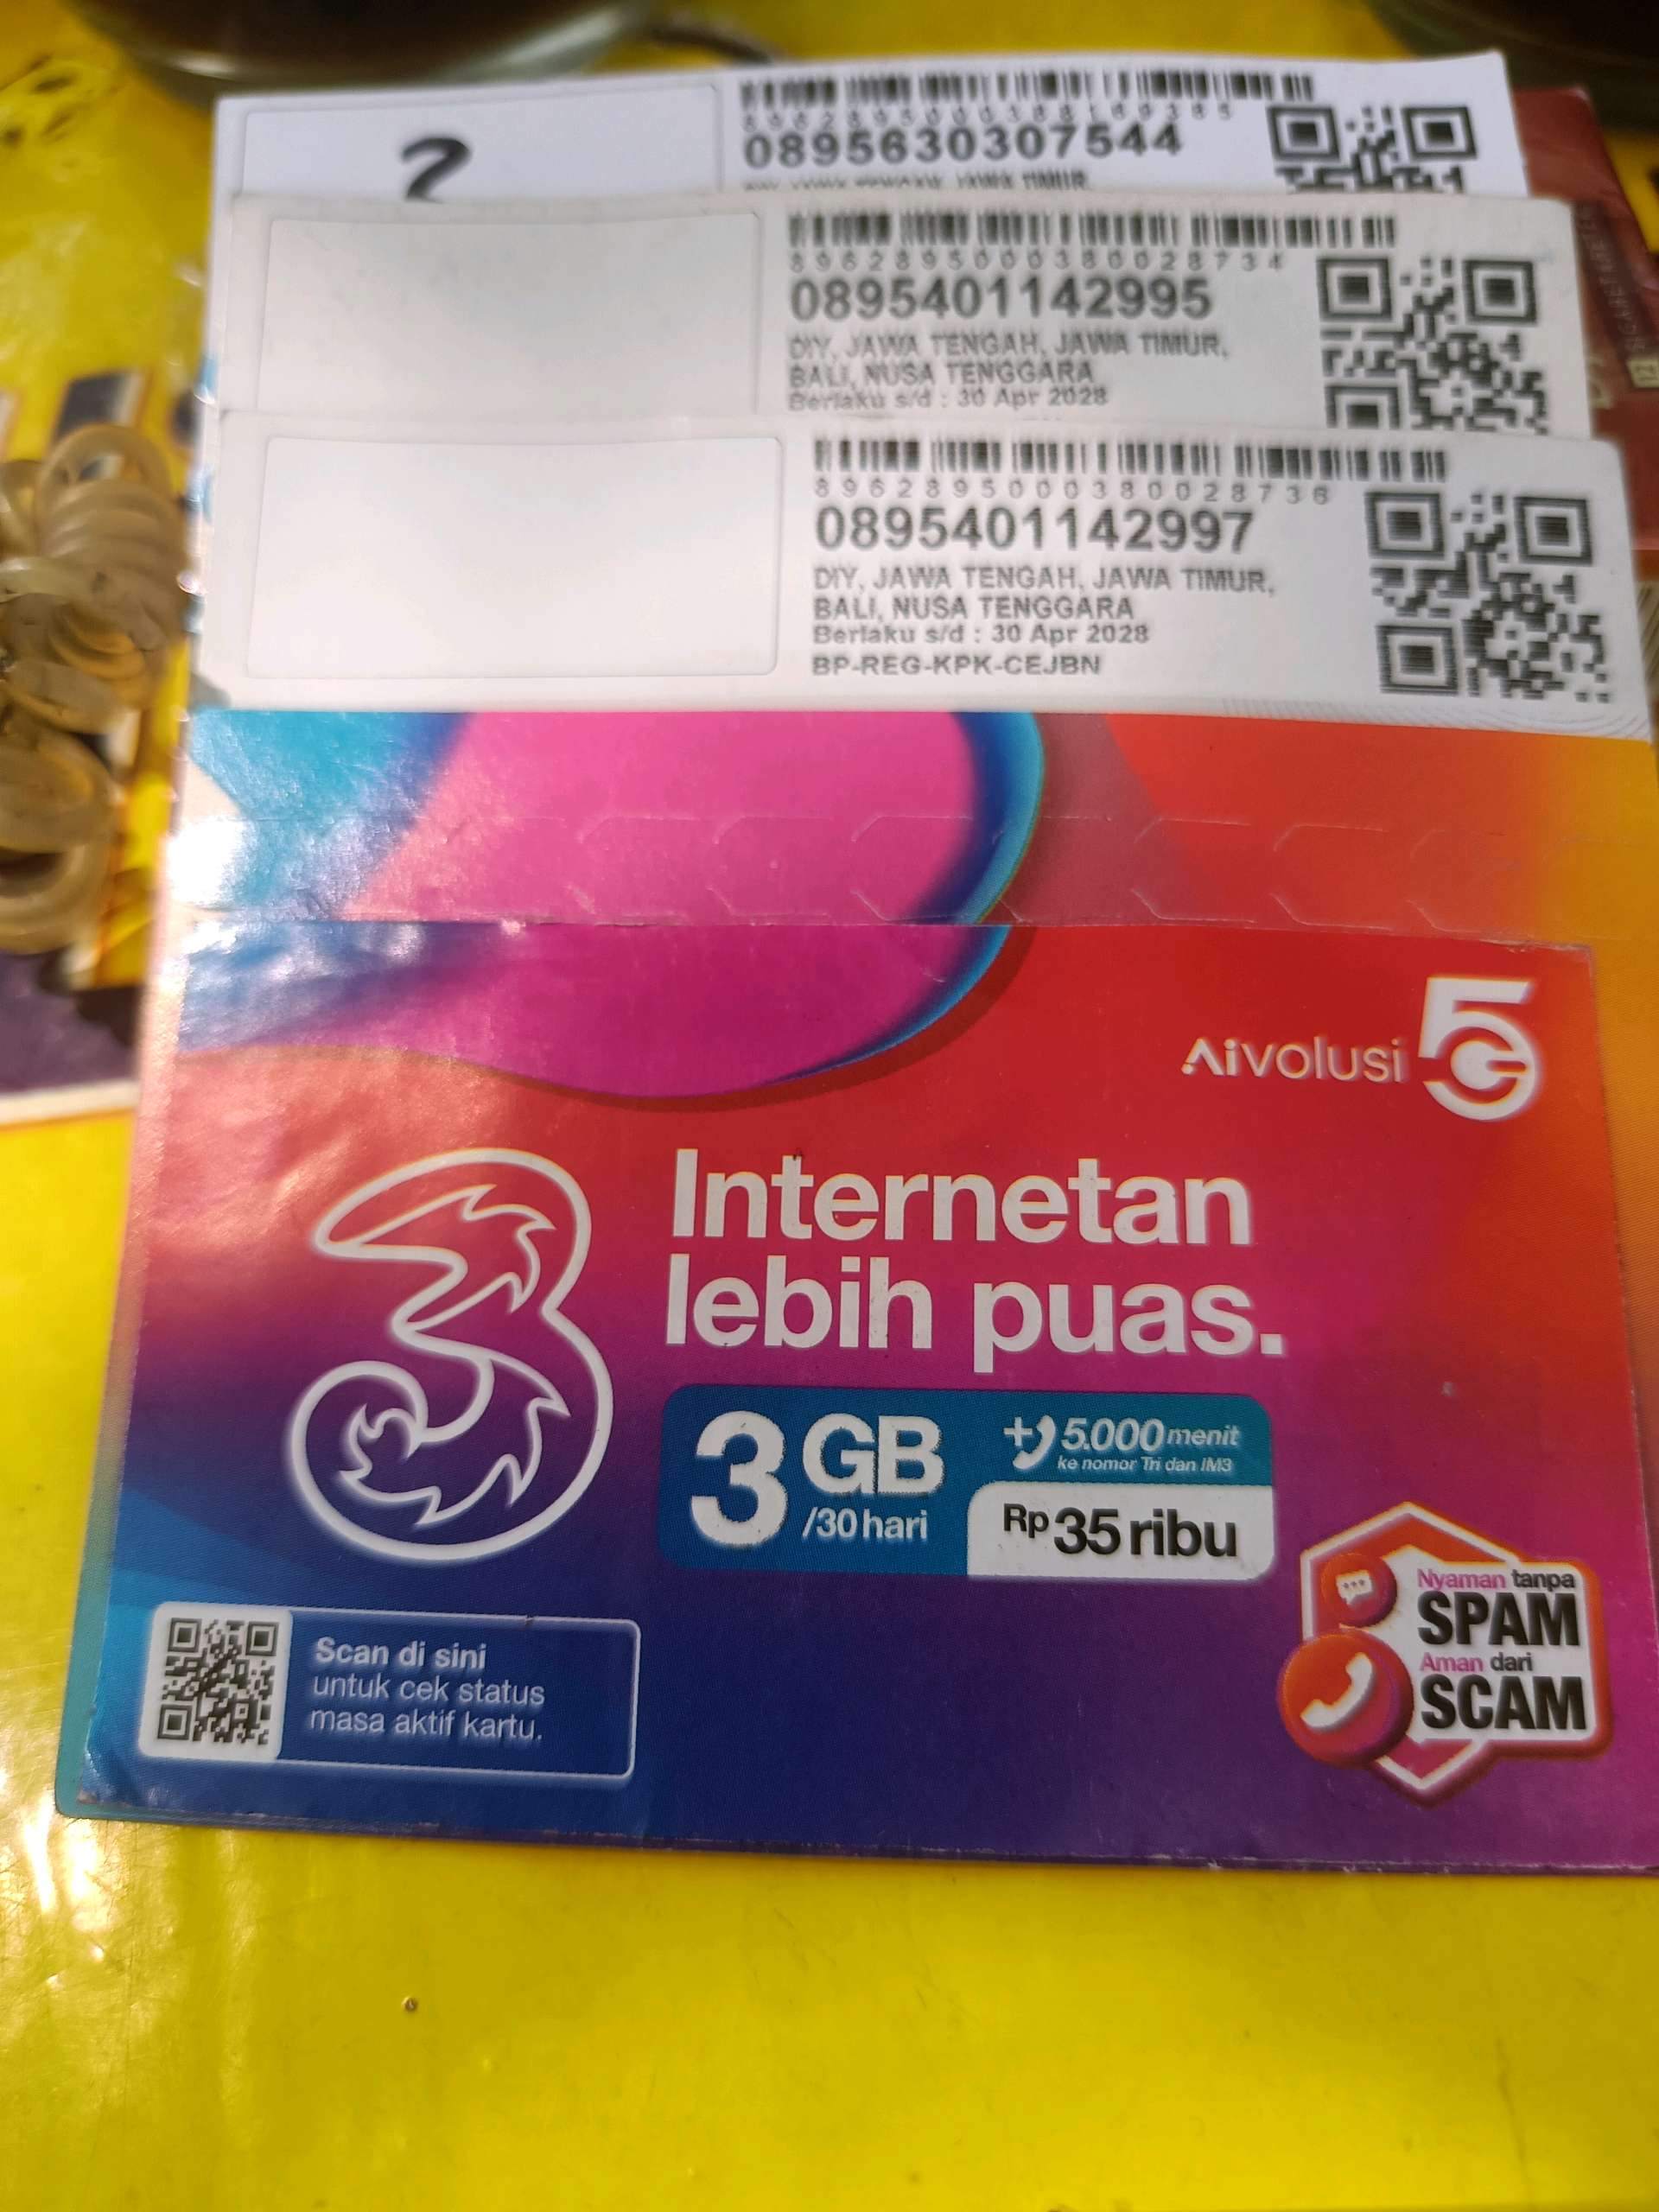 2
8962895000388169385
0895630307544
8962895000380028734
0895401142995
DIY, JAWA TENGAH, JAWA TIMUR,
BALI, NUSA TENGGARA
Berlaku s/d : 30 Apr 2028
8962895000380028736
0895401142997
DIY, JAWA TENGAH, JAWA TIMUR,
BALI, NUSA TENGGARA
Berlaku s/d : 30 Apr 2028
BP-REG-KPK-CEJBN
Aivolusi 5G
3
Internetan
lebih puas.
3 GB
/30 hari
+ 5.000 menit
ke nomor Tri dan IM3
Rp 35 ribu
Nyaman tanpa
SPAM
Aman dari
SCAM
Scan di sini
untuk cek status
masa aktif kartu.